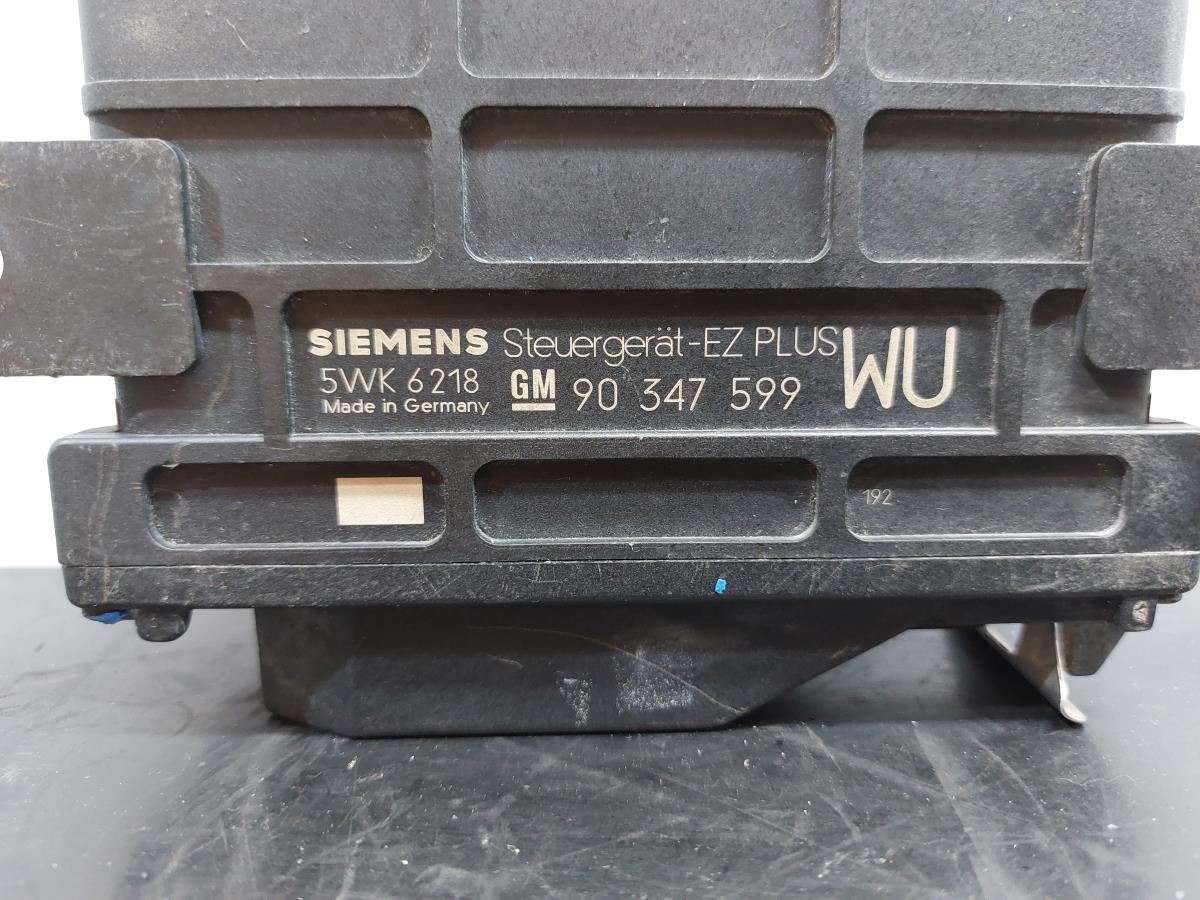 SIEMENS Steuergerät-EZ PLUS WU
5WK 6218 GM 90 347 599
Made in Germany
192